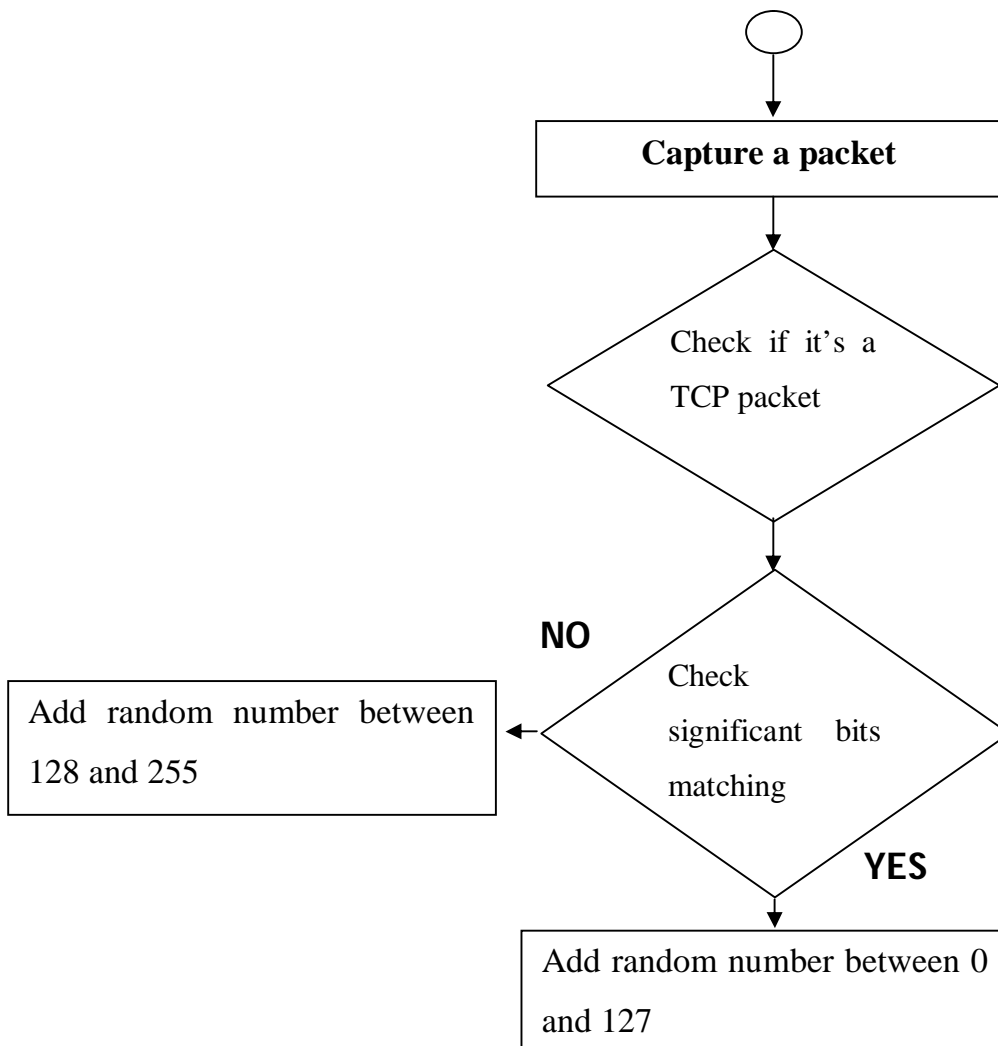 Capture a packet
Check if it’s a
TCP packet
NO
Check
significant bits
matching
Add random number between
128 and 255
YES
Add random number between 0
and 127